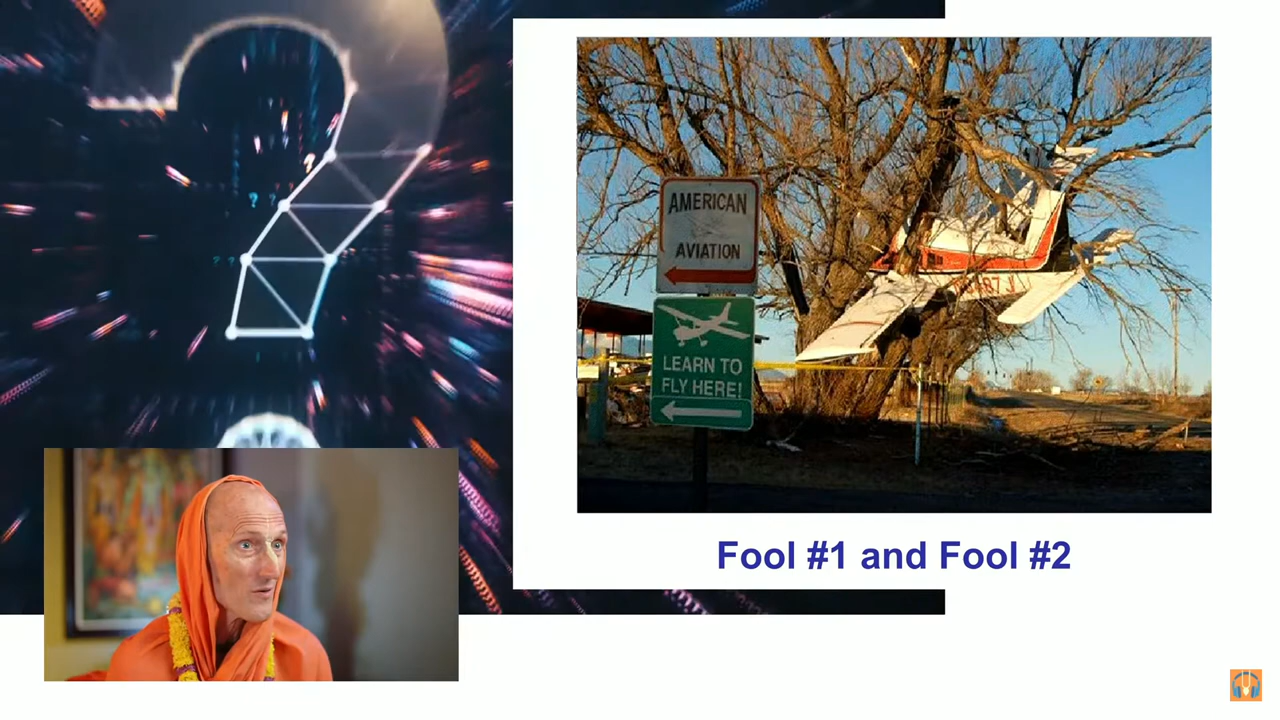 AMERICAN
AVIATION
LEARN TO
FLY HERE!
Fool #1 and Fool #2
? ?
? ?